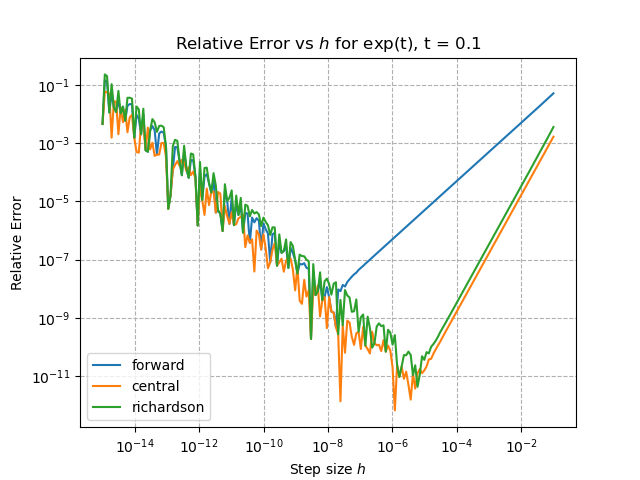 Relative Error vs h for exp(t), t = 0.1
Relative Error
10⁻¹
10⁻³
10⁻⁵
10⁻⁷
10⁻⁹
10⁻¹¹
forward
central
richardson
10⁻¹⁴ 10⁻¹² 10⁻¹⁰ 10⁻⁸ 10⁻⁶ 10⁻⁴ 10⁻²
Step size h